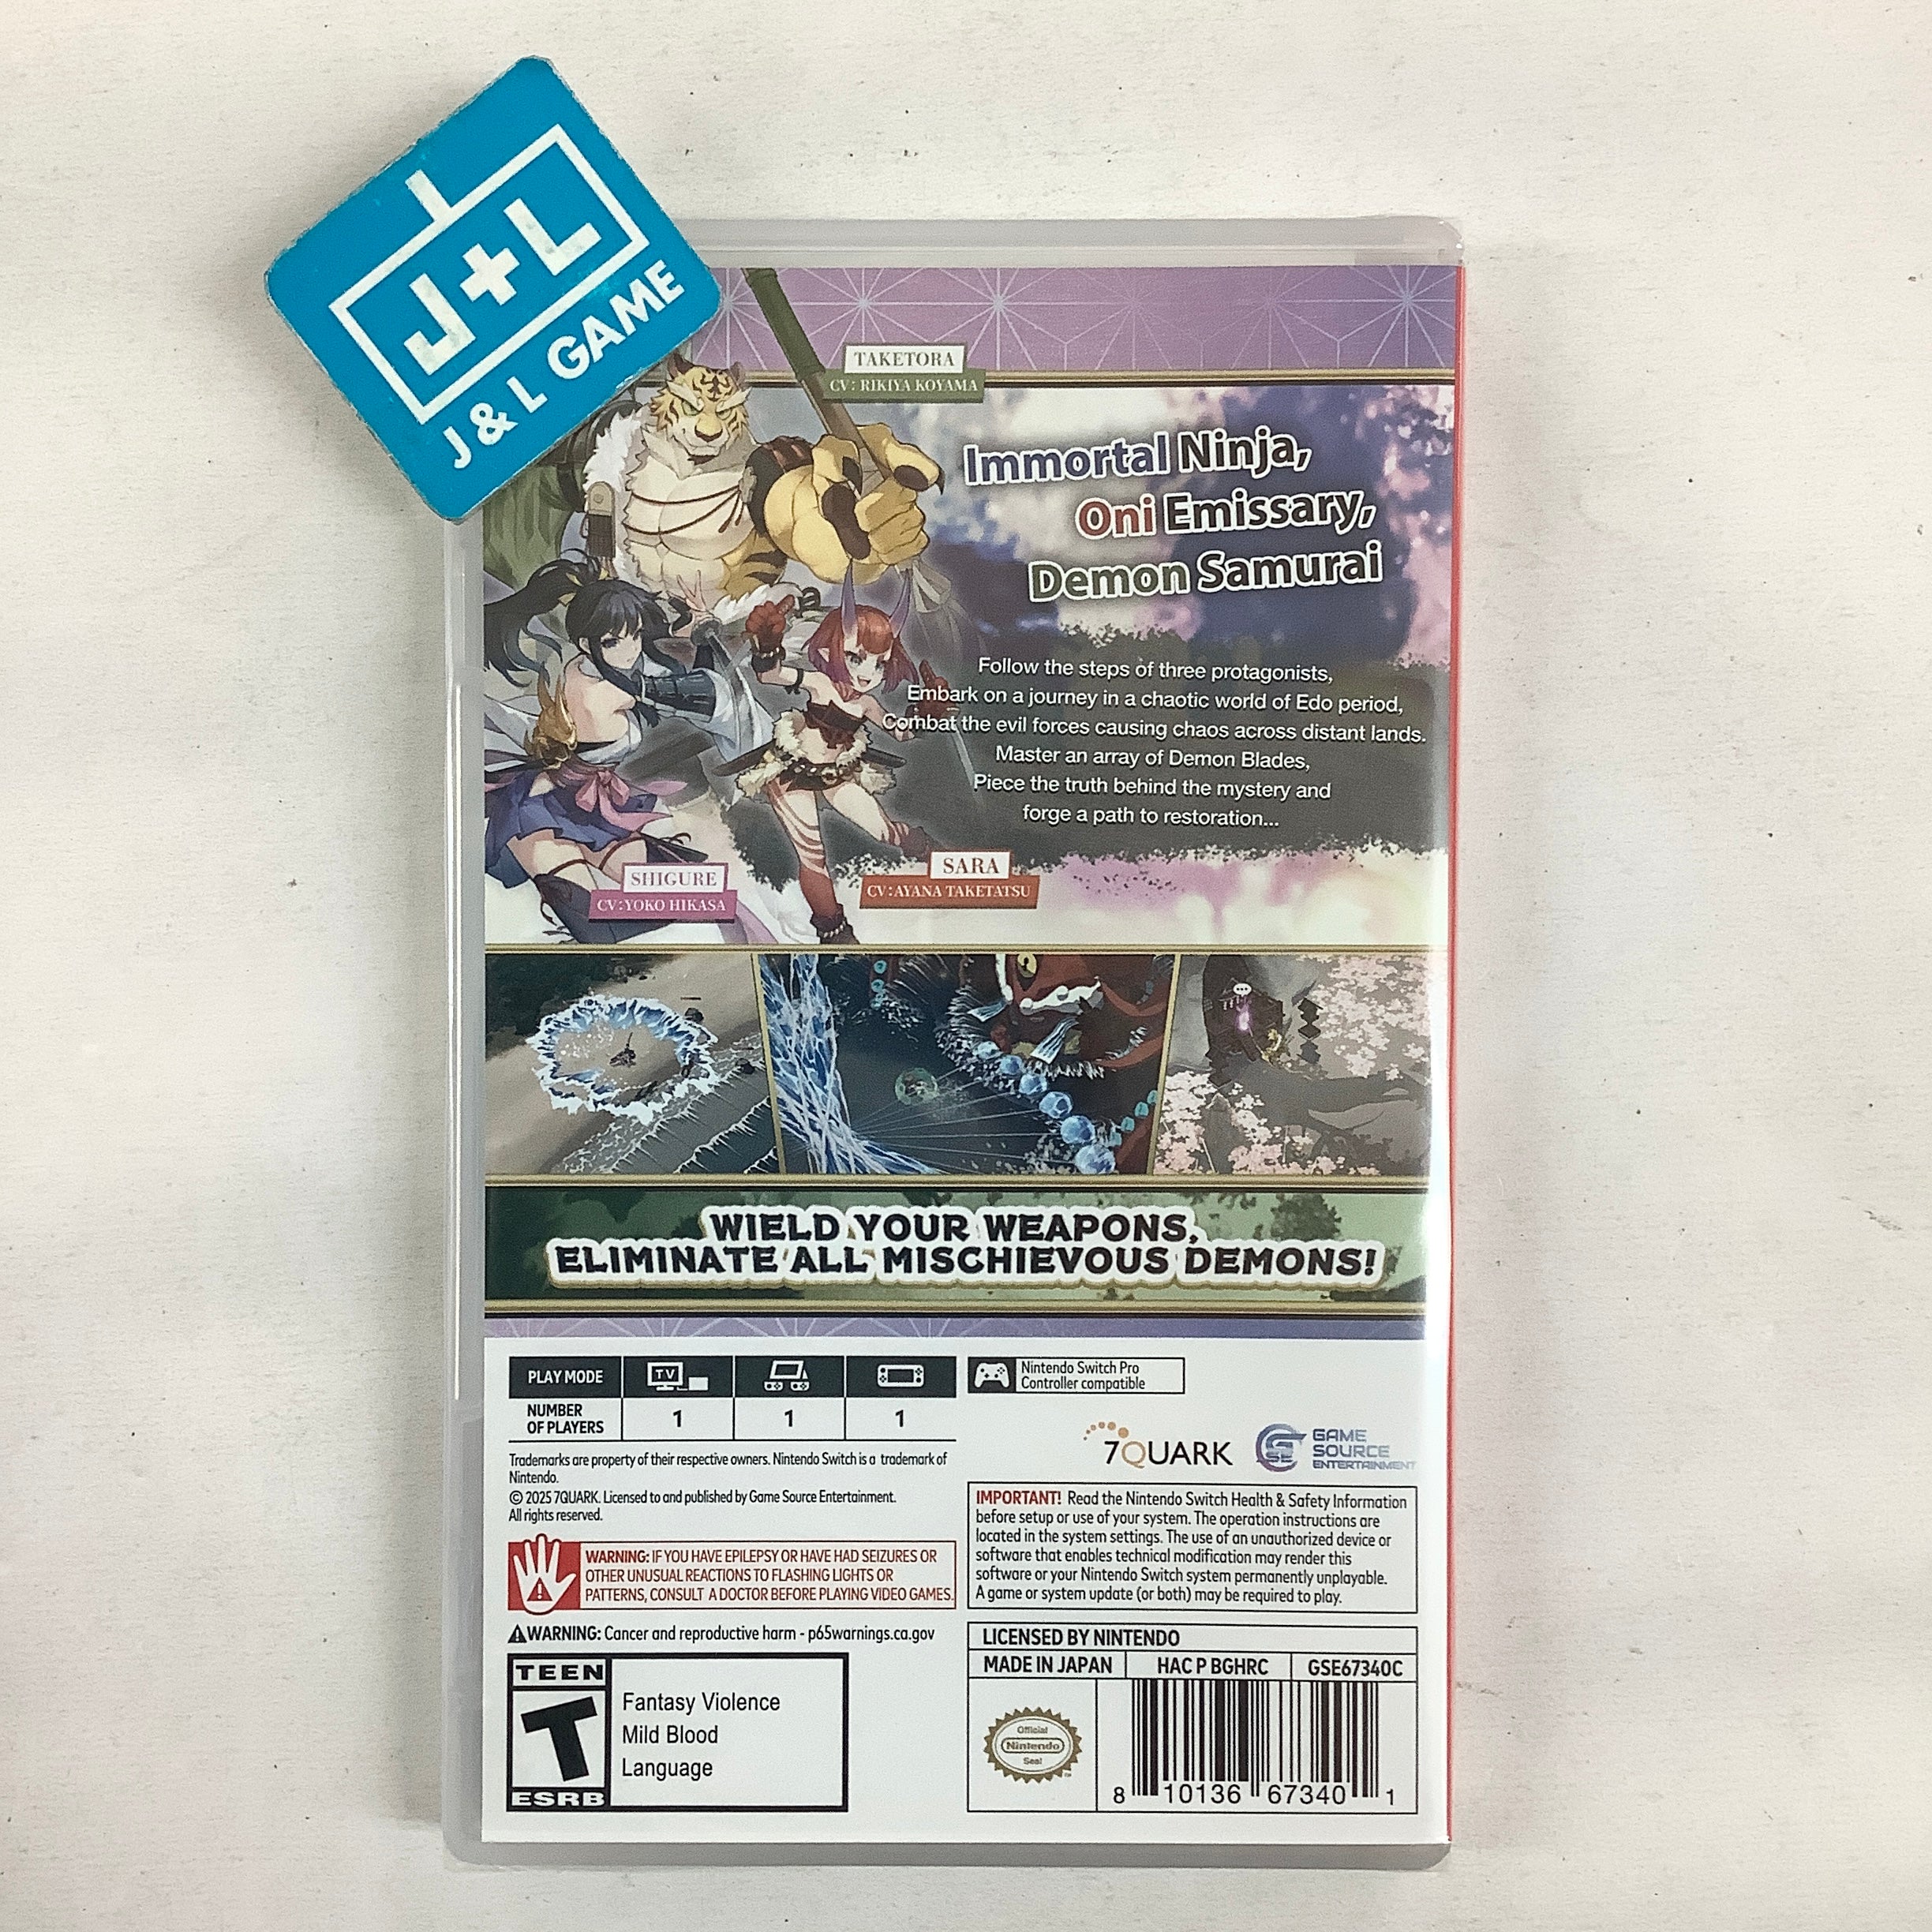 J+L
J & L GAME
TAKETORA
CV: RIKIYA KOYAMA
Immortal Ninja,
Oni Emissary,
Demon Samurai
Follow the steps of three protagonists,
Embark on a journey in a chaotic world of Edo period,
Combat the evil forces causing chaos across distant lands.
Master an array of Demon Blades,
Piece the truth behind the mystery and
forge a path to restoration...
SARA
CV:AYANA TAKETATSU
SHIGURE
CV:YOKO HIKASA
WIELD YOUR WEAPONS,
ELIMINATE ALL MISCHIEVOUS DEMONS!
PLAY MODE
TV
NUMBER
OF PLAYERS
1 1 1
Nintendo Switch Pro
Controller compatible
7QUARK
GAME
SOURCE
ENTERTAINMENT
Trademarks are property of their respective owners. Nintendo Switch is a trademark of
Nintendo.
© 2025 7QUARK. Licensed to and published by Game Source Entertainment.
All rights reserved.
WARNING: IF YOU HAVE EPILEPSY OR HAVE HAD SEIZURES OR
OTHER UNUSUAL REACTIONS TO FLASHING LIGHTS OR
PATTERNS, CONSULT A DOCTOR BEFORE PLAYING VIDEO GAMES.
WARNING: Cancer and reproductive harm - p65warnings.ca.gov
TEEN
T
ESRB
Fantasy Violence
Mild Blood
Language
IMPORTANT! Read the Nintendo Switch Health & Safety Information
before setup or use of your system. The operation instructions are
located in the system settings. The use of an unauthorized device or
software that enables technical modification may render this
software or your Nintendo Switch system permanently unplayable.
A game or system update (or both) may be required to play.
LICENSED BY NINTENDO
MADE IN JAPAN HAC P BGHRC GSE67340C
Official
Nintendo
Seal
8 10136 67340 1